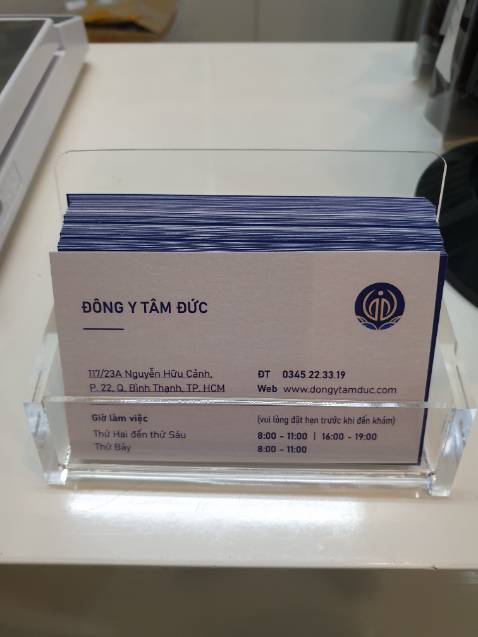 ĐÔNG Y TÂM ĐỨC
117/23A Nguyễn Hữu Cảnh,
P. 22, Q. Bình Thạnh, TP. HCM
ĐT 0345.22.33.19
Web www.dongytamduc.com
Giờ làm việc (vui lòng đặt hẹn trước khi đến khám)
Thứ Hai đến thứ Sáu 8:00 - 11:00 | 16:00 - 19:00
Thứ Bảy 8:00 - 11:00